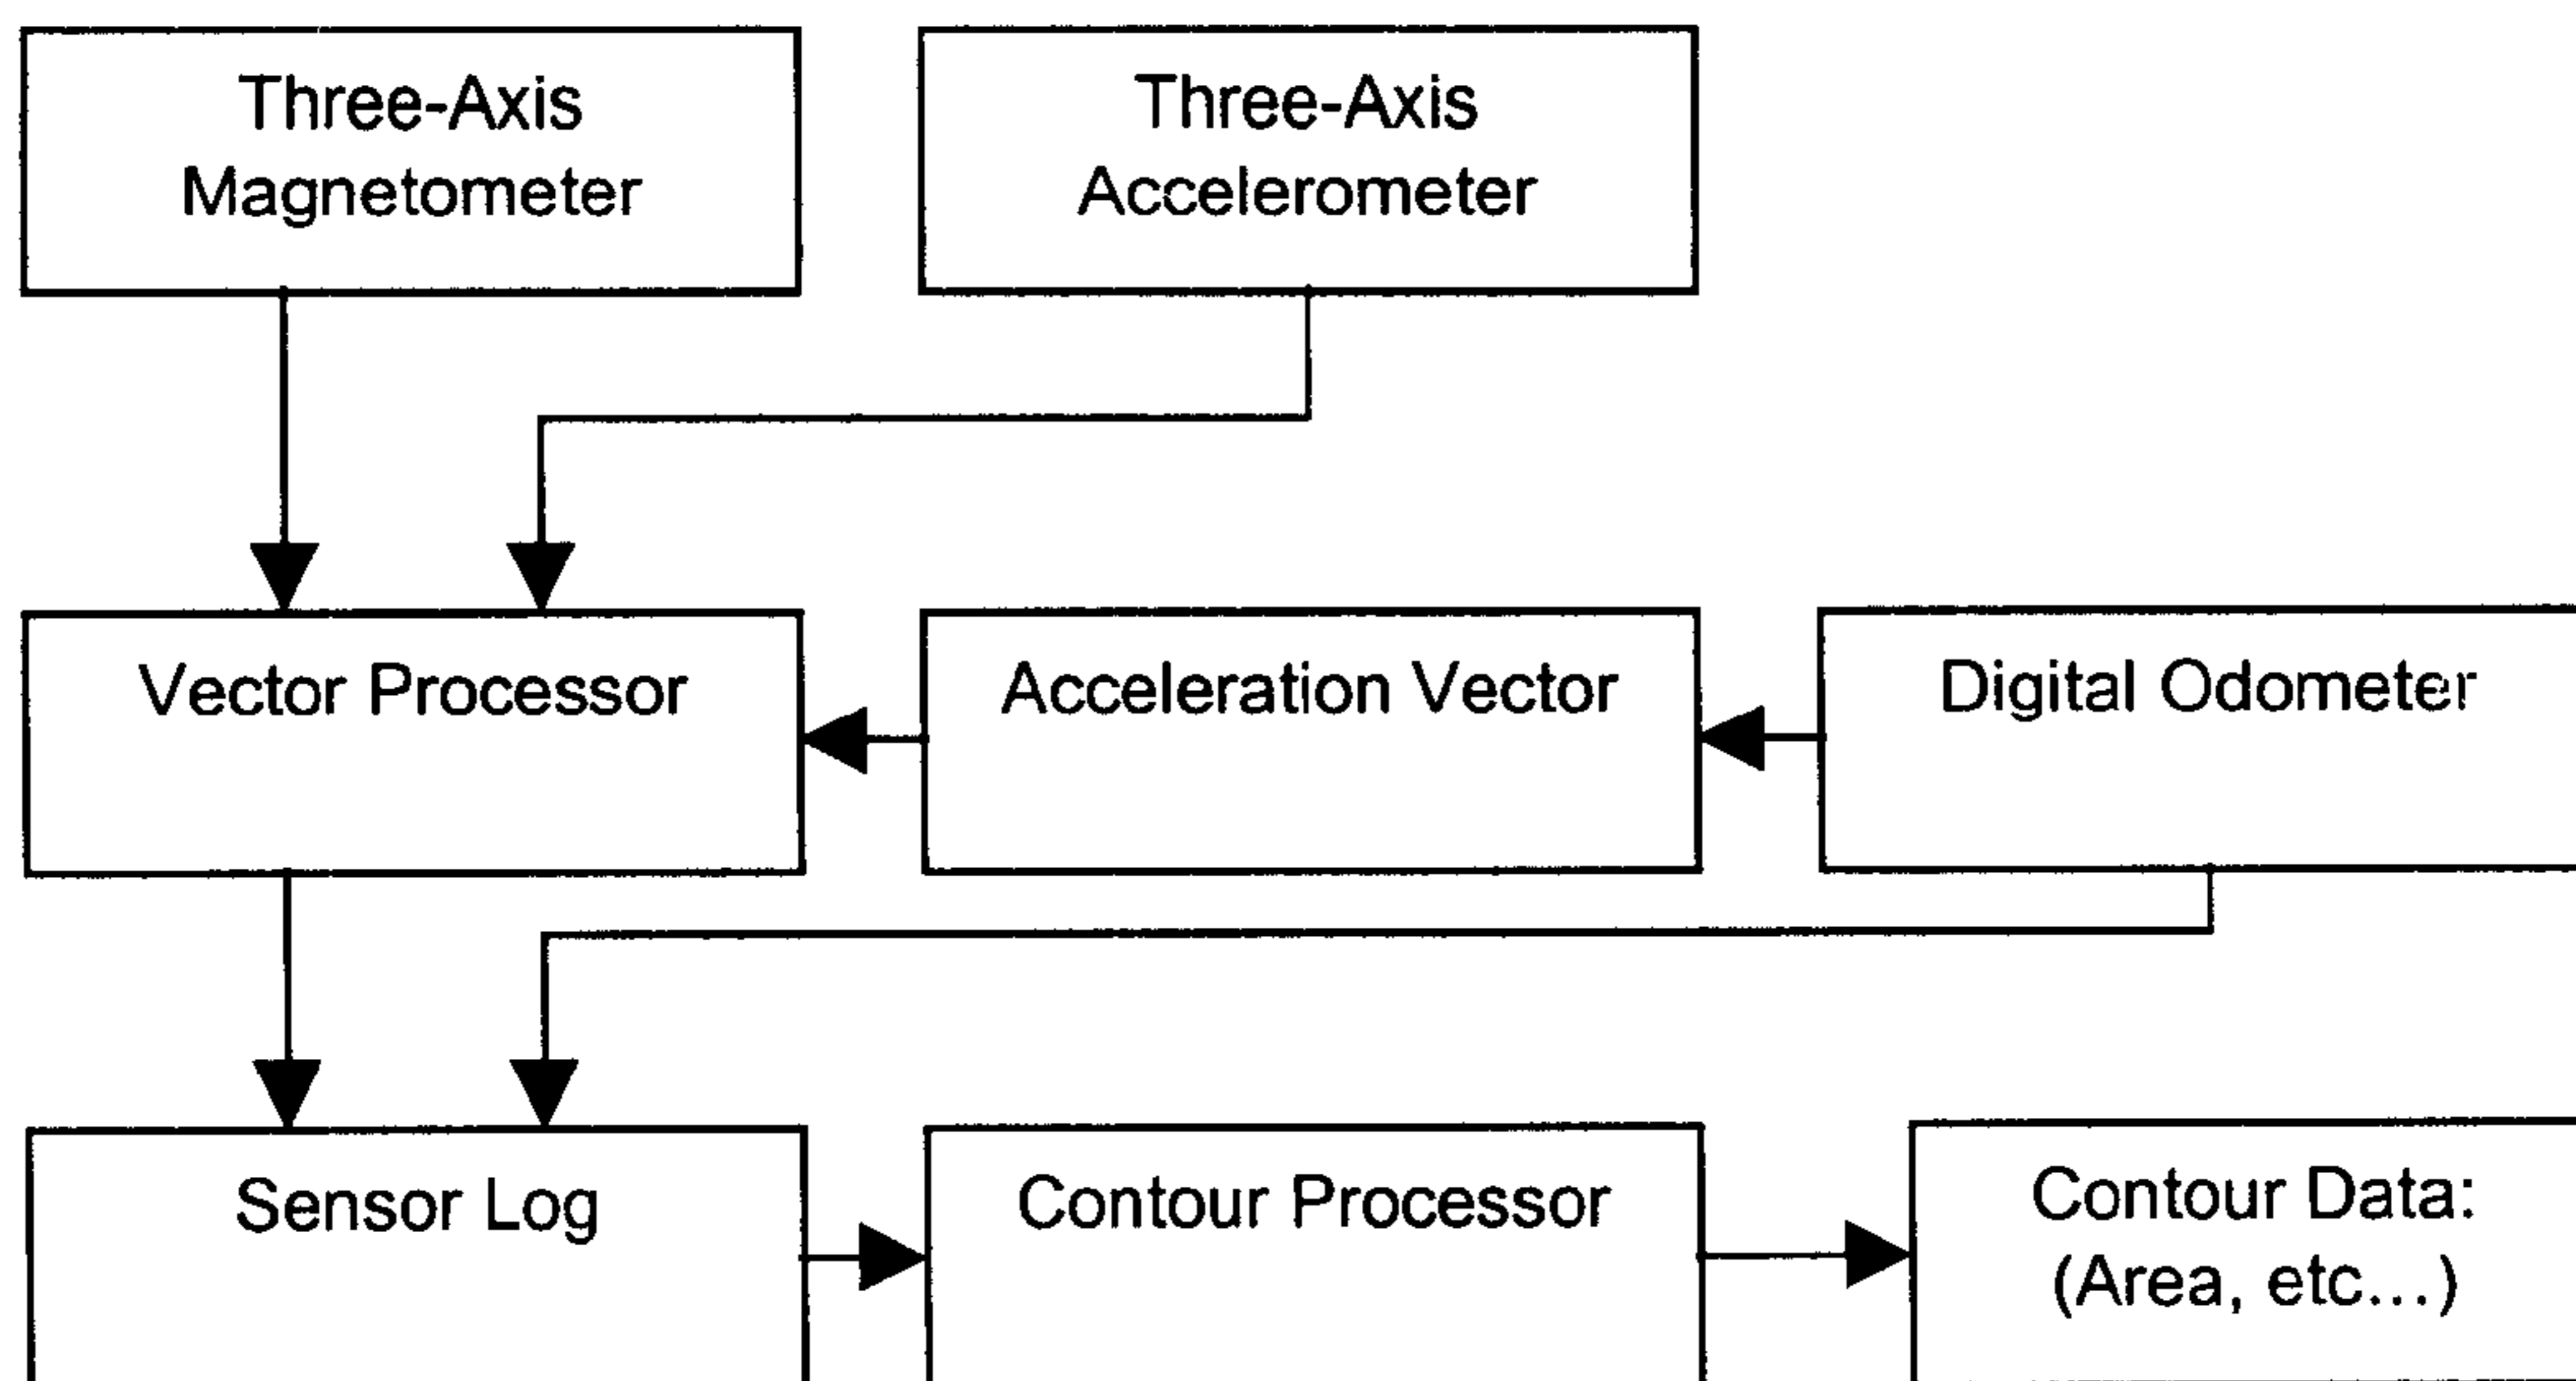 Three-Axis
Magnetometer
Three-Axis
Accelerometer
Vector Processor
Acceleration Vector
Digital Odometer
Sensor Log
Contour Processor
Contour Data:
(Area, etc...)